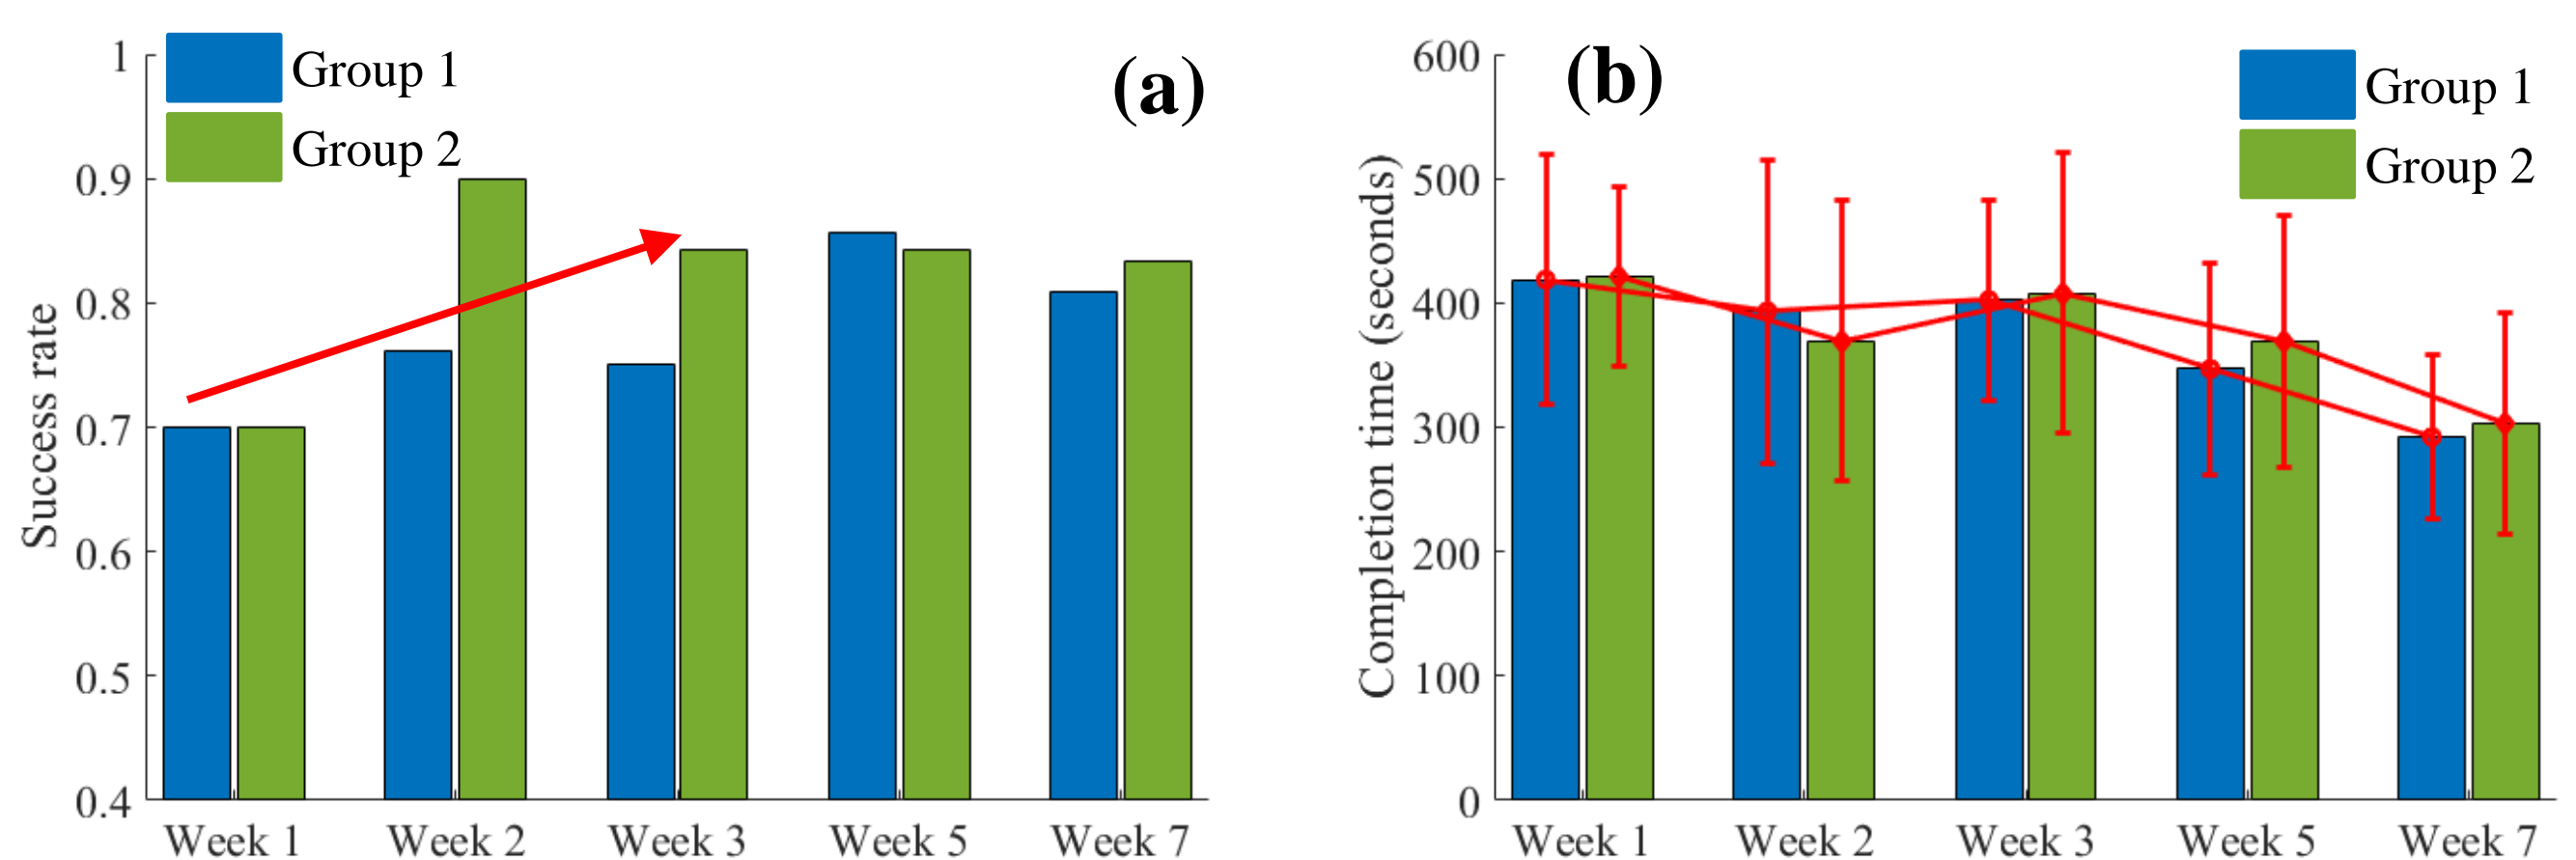 (a)
Group 1
Group 2
Success rate
1
0.9
0.8
0.7
0.6
0.5
0.4
Week 1
Week 2
Week 3
Week 5
Week 7
(b)
Group 1
Group 2
Completion time (seconds)
600
500
400
300
200
100
0
Week 1
Week 2
Week 3
Week 5
Week 7